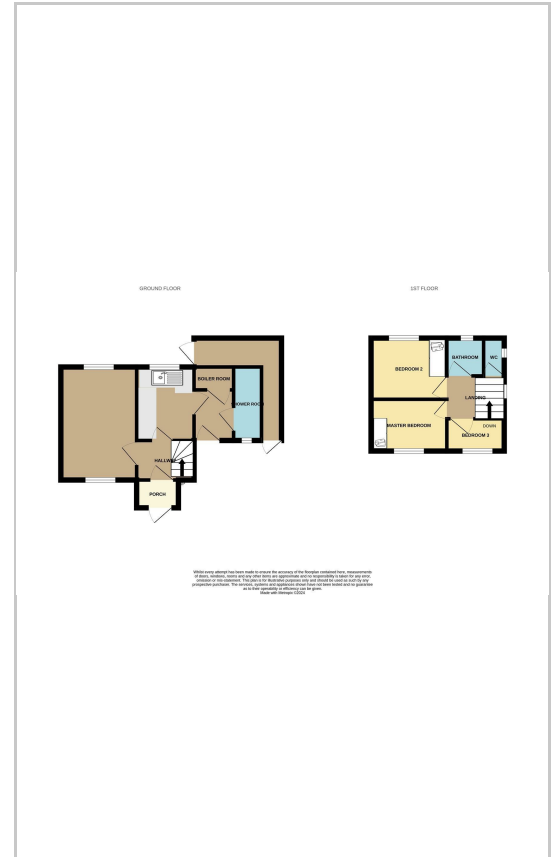 GROUND FLOOR
1ST FLOOR
BOILER ROOM
SHOWER ROOM
HALLWAY
PORCH
BEDROOM 2
BATHROOM
WC
LANDING
MASTER BEDROOM
DOWN
BEDROOM 3
Whilst every attempt has been made to ensure the accuracy of the floorplan contained here, measurements
of doors, windows, rooms and any other items are approximate and no responsibility is taken for any error,
omission or mis-statement. This plan is for illustrative purposes only and should be used as such by any
prospective purchaser. The services, systems and appliances shown have not been tested and no guarantee
as to their operability or efficiency can be given.
Made with Metropix ©2024